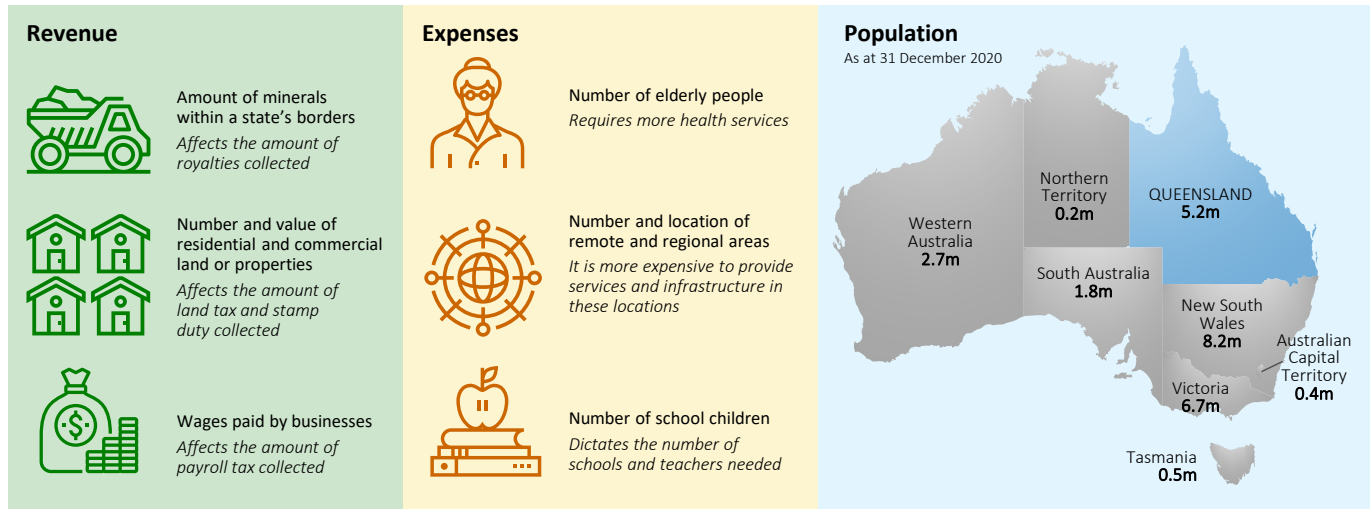 Revenue
Amount of minerals
within a state's borders
Affects the amount of
royalties collected
Number and value of
residential and commercial
land or properties
Affects the amount of
land tax and stamp
duty collected
$
Wages paid by businesses
Affects the amount of
payroll tax collected
Expenses
Number of elderly people
Requires more health services
Number and location of
remote and regional areas
It is more expensive to provide
services and infrastructure in
these locations
Number of school children
Dictates the number of
schools and teachers needed
Population
As at 31 December 2020
Northern
Territory
0.2m
QUEENSLAND
5.2m
Western
Australia
2.7m
South Australia
1.8m
New South
Wales
8.2m
Australian
Capital
Territory
0.4m
Victoria
6.7m
Tasmania
0.5m